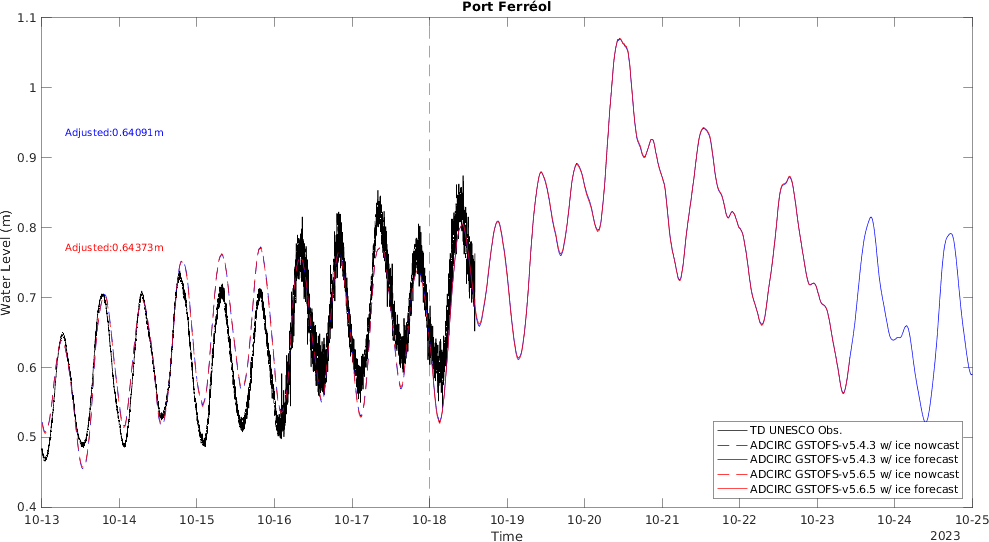 Port Ferréol
1.1
1
0.9
0.8
0.7
0.6
0.5
0.4
Water Level (m)
Adjusted:0.64091m
Adjusted:0.64373m
TD UNESCO Obs.
ADCIRC GSTOFS-v5.4.3 w/ ice nowcast
ADCIRC GSTOFS-v5.4.3 w/ ice forecast
ADCIRC GSTOFS-v5.6.5 w/ ice nowcast
ADCIRC GSTOFS-v5.6.5 w/ ice forecast
10-13 10-14 10-15 10-16 10-17 10-18 10-19 10-20 10-21 10-22 10-23 10-24 10-25
Time
2023